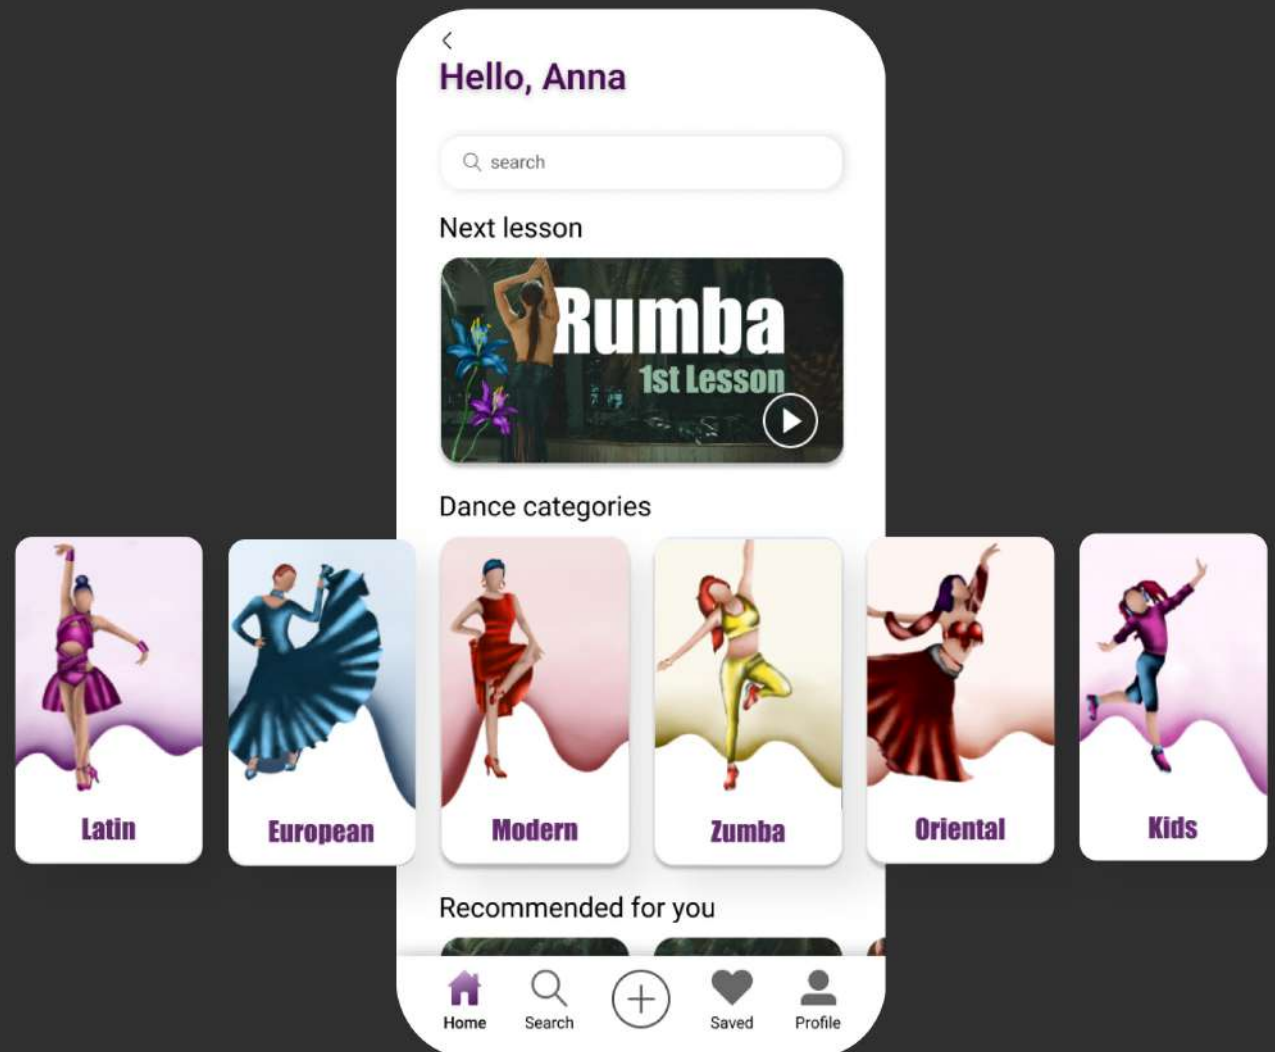 Hello, Anna
search
Next lesson
Rumba
1st Lesson
Dance categories
Latin
European
Modern
Zumba
Oriental
Kids
Recommended for you
Home
Search
Saved
Profile